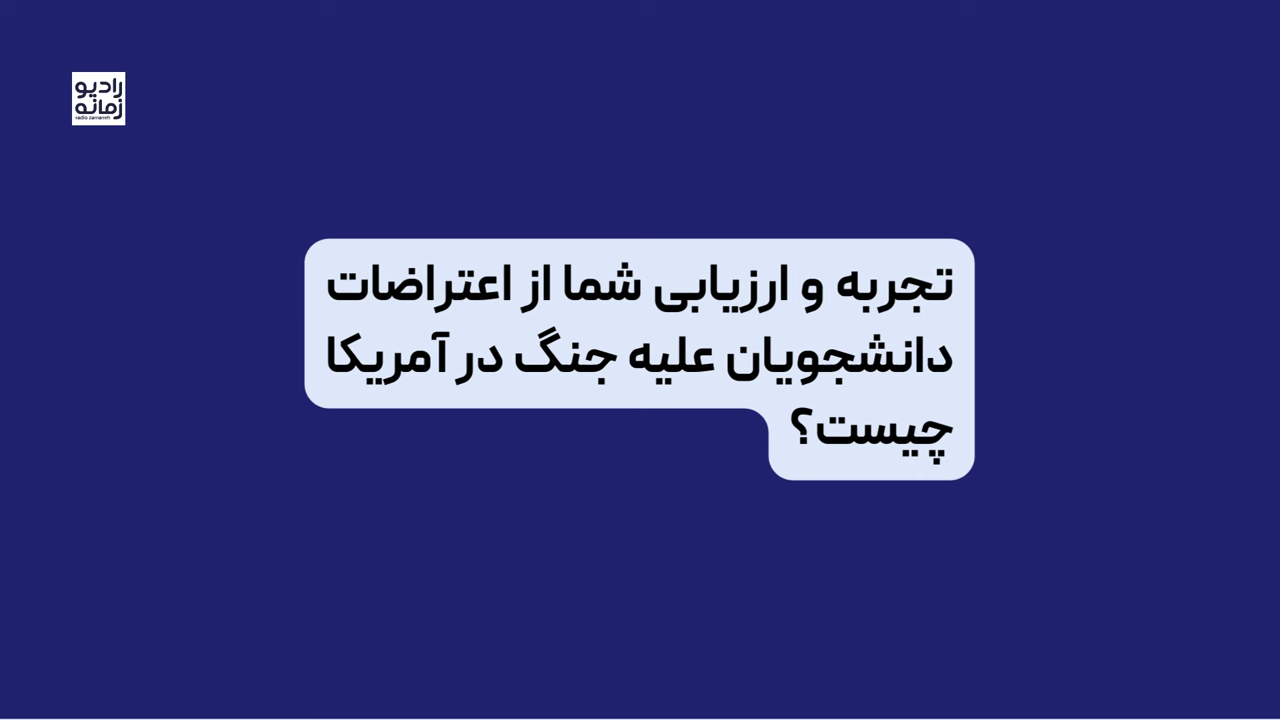 رادیو
زمانه
radio zamaneh
تجربه و ارزیابی شما از اعتراضات
دانشجویان علیه جنگ در آمریکا
چیست؟